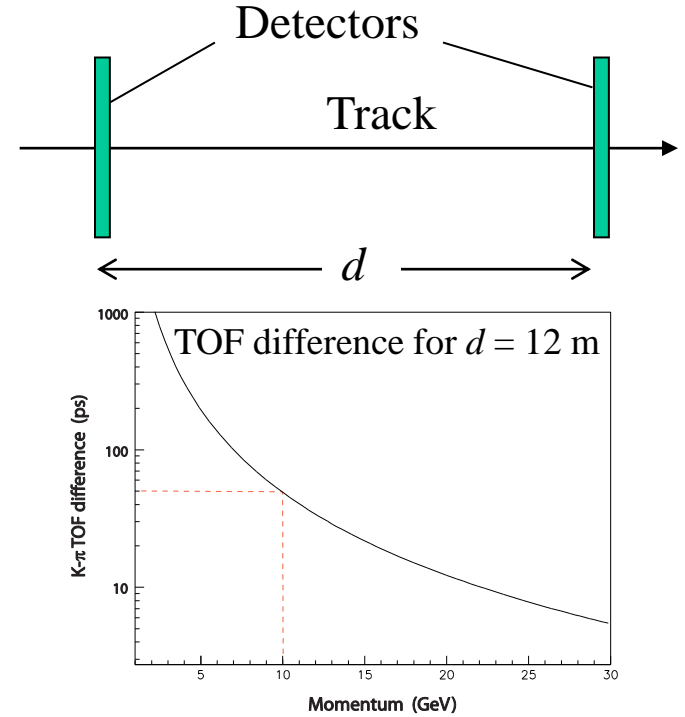 Detectors
Track
d
TOF difference for d = 12 m
1000
100
10
K-π TOF difference (ps)
5 10 15 20 25 30
Momentum (GeV)